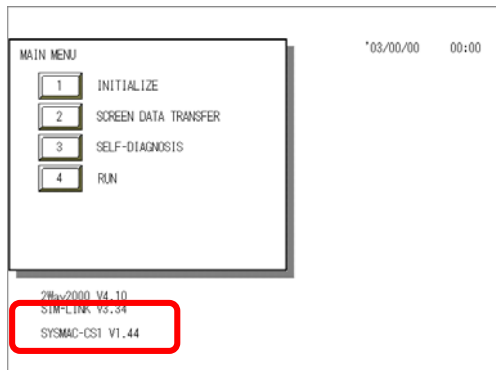 '03/00/00 00:00
MAIN MENU
1 INITIALIZE
2 SCREEN DATA TRANSFER
3 SELF-DIAGNOSIS
4 RUN
2Way2000 V4.10
SIM-LINK V3.34
SYSMAC-CS1 V1.44